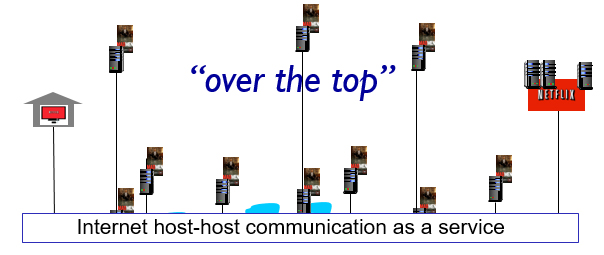 “over the top”
NETFLIX
Internet host-host communication as a service